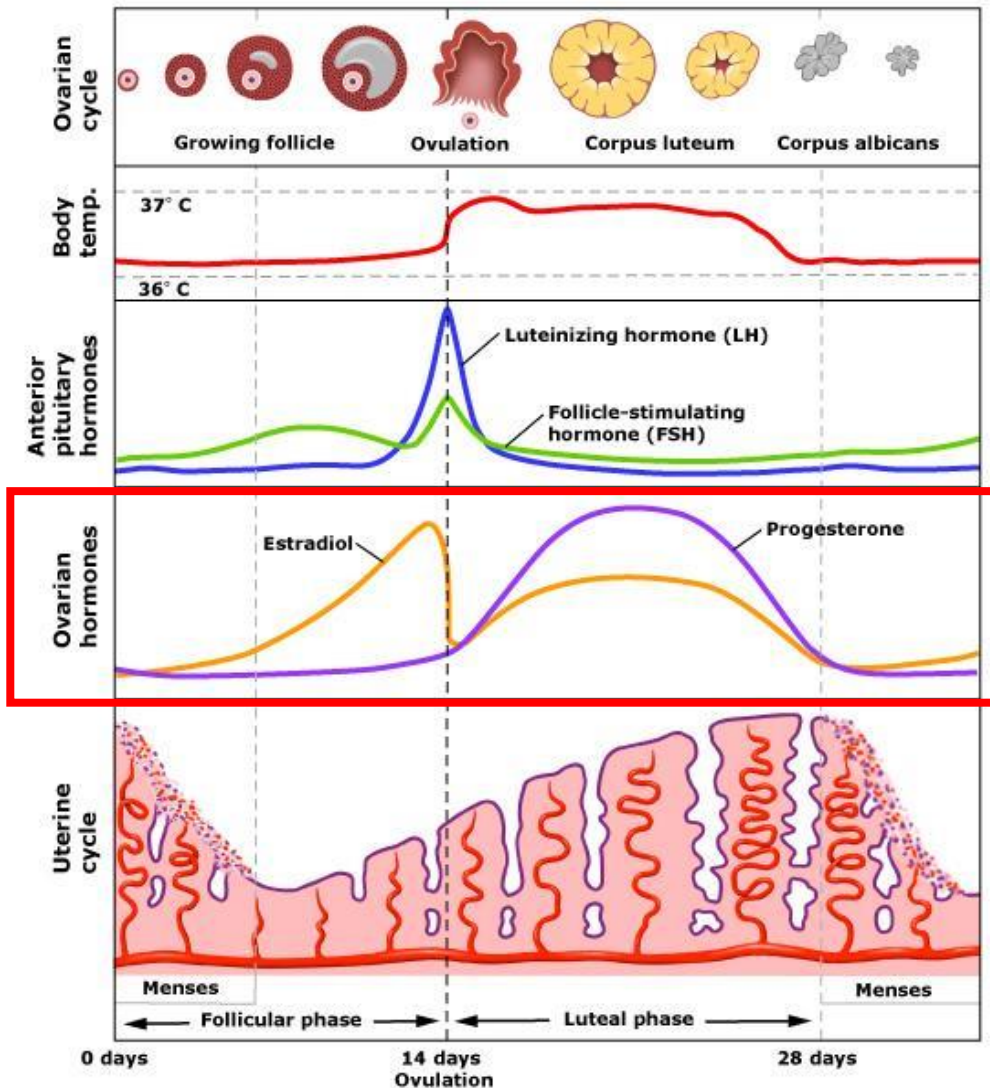 Ovarian
cycle
Growing follicle
Ovulation
Corpus luteum
Corpus albicans
Body
temp.
37° C
36° C
Anterior
pituitary
hormones
Luteinizing hormone (LH)
Follicle-stimulating
hormone (FSH)
Ovarian
hormones
Estradiol
Progesterone
Uterine
cycle
Menses
Menses
Follicular phase
Luteal phase
0 days
14 days
28 days
Ovulation